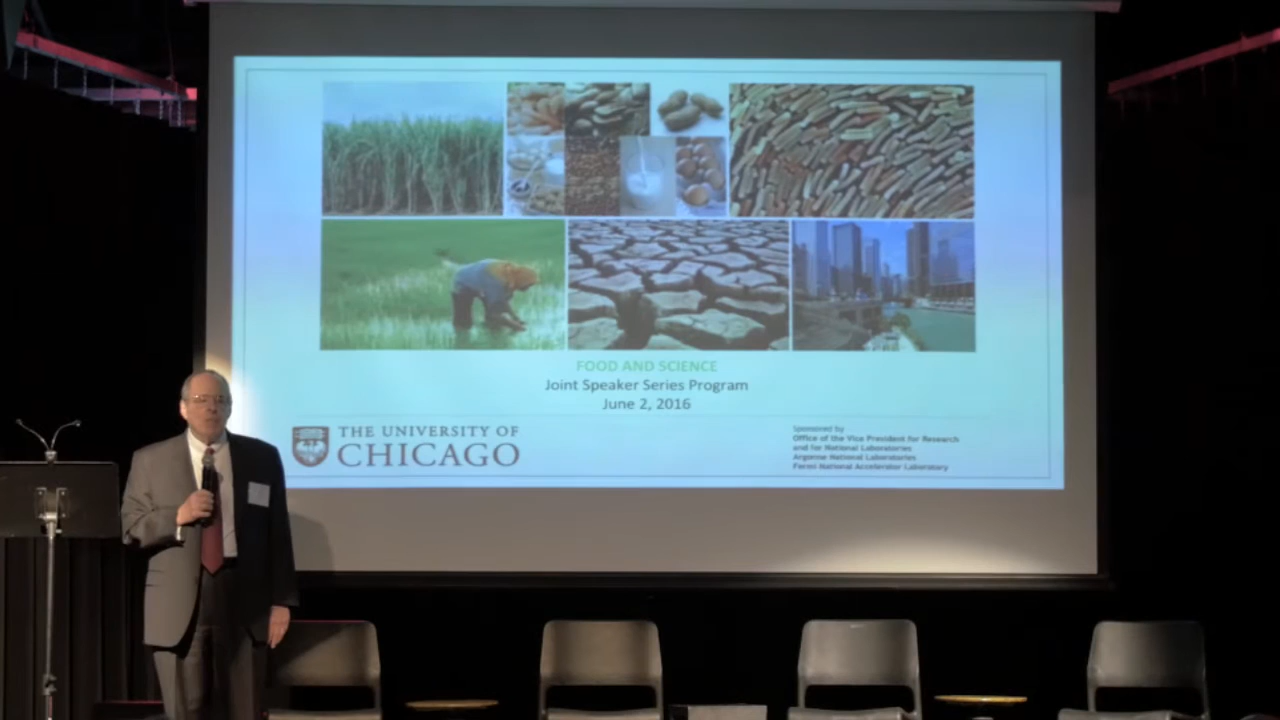 FOOD AND SCIENCE
Joint Speaker Series Program
June 2, 2016
THE UNIVERSITY OF
CHICAGO
Sponsored by
Office of the Vice President for Research
and for National Laboratories
Argonne National Laboratories
Fermi National Accelerator Laboratory